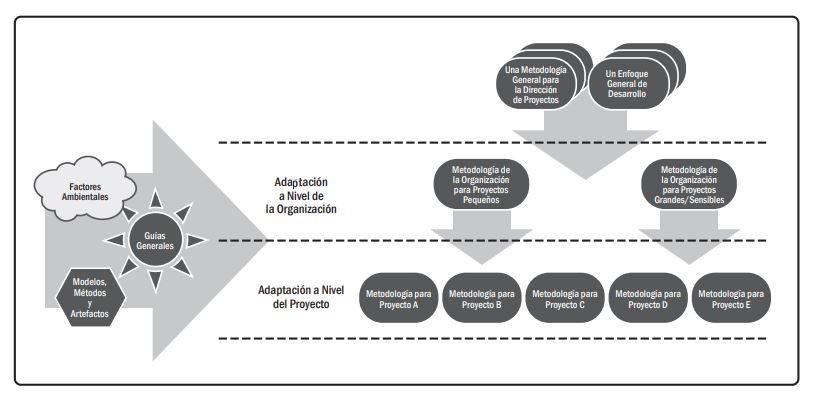 Una Metodología
General para
la Dirección
de Proyectos
Un Enfoque
General de
Desarrollo
Factores
Ambientales
Guías
Generales
Modelos,
Métodos
y
Artefactos
Adaptación
a Nivel de
la Organización
Metodología de
la Organización
para Proyectos
Pequeños
Metodología de
la Organización
para Proyectos
Grandes/Sensibles
Adaptación a Nivel
del Proyecto
Metodología para
Proyecto A
Metodología para
Proyecto B
Metodología para
Proyecto C
Metodología para
Proyecto D
Metodología para
Proyecto E